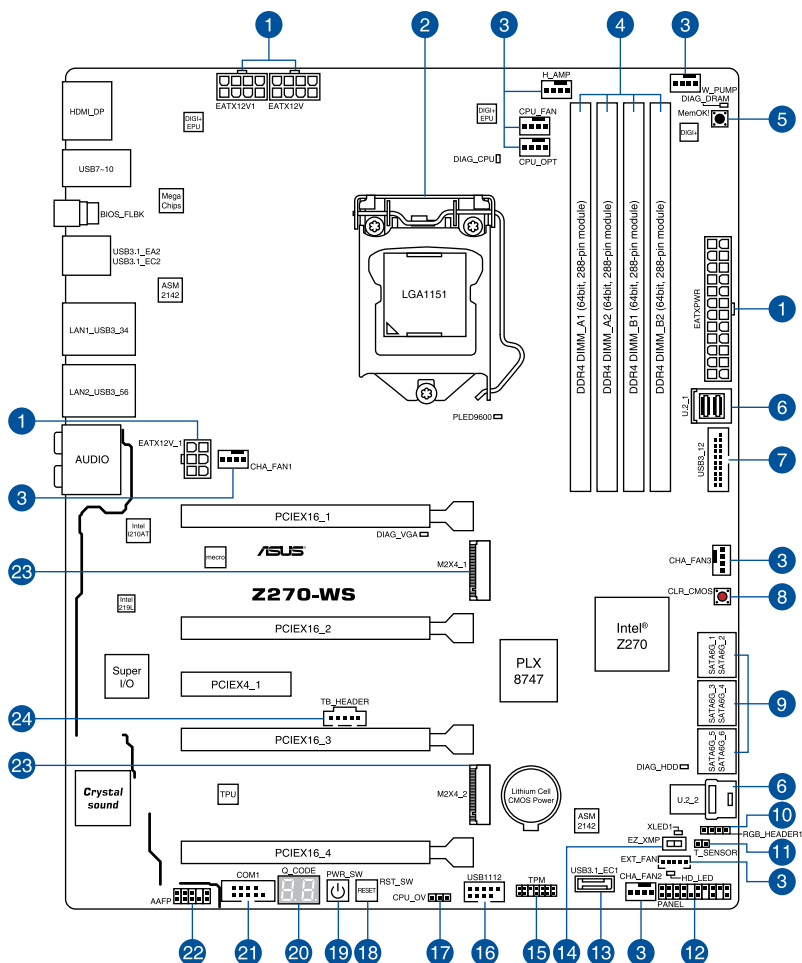 1
2
3
4
3
H_AMP
W_PUMP
DIAG_DRAM
MemOK!
5
EATX12V1
EATX12V
HDMI_DP
DIGI+
EPU
DIGI+
EPU
CPU_FAN
CPU_OPT
DIGI+
DIAG_CPU
USB7~10
Mega
Chips
BIOS_FLBK
USB3.1_EA2
USB3.1_EC2
ASM
2142
LGA1151
DDR4 DIMM_A1 (64bit, 288-pin module)
DDR4 DIMM_A2 (64bit, 288-pin module)
DDR4 DIMM_B1 (64bit, 288-pin module)
DDR4 DIMM_B2 (64bit, 288-pin module)
EATXPWR
1
LAN1_USB3_34
LAN2_USB3_56
U.2_1
6
PLED9600
1
EATX12V_1
AUDIO
CHA_FAN1
3
USB3_12
7
PCIEX16_1
DIAG_VGA
Intel
I210AT
mecro
ASUS
M2X4_1
23
CHA_FAN3
3
Z270-WS
CLR_CMOS
8
Intel
219L
PCIEX16_2
Intel®
Z270
PLX
8747
SATA6G_1
SATA6G_2
Super
I/O
PCIEX4_1
SATA6G_3
SATA6G_4
9
TB_HEADER
24
PCIEX16_3
SATA6G_5
SATA6G_6
23
DIAG_HDD
6
Crystal
sound
TPU
M2X4_2
Lithium Cell
CMOS Power
U.2_2
ASM
2142
XLED1
10
RGB_HEADER1
EZ_XMP
11
T_SENSOR
PCIEX16_4
EXT_FAN
3
USB3.1_EC1
CHA_FAN2
HD_LED
PANEL
COM1
Q_CODE
PWR_SW
RST_SW
RESET
CPU_OV
USB1112
TPM
AAFP
22
21
20
19
18
17
16
15
14
13
3
12